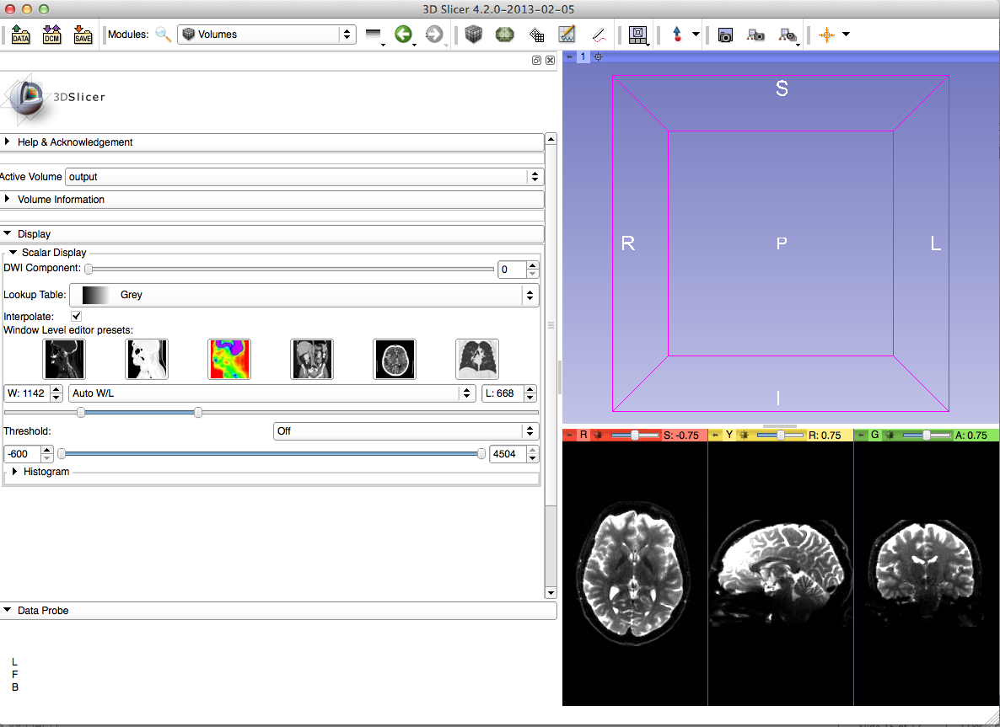 3D Slicer 4.2.0-2013-02-05
DATA
DCM
SAVE
Modules:
Volumes
1
3DSlicer
Help & Acknowledgement
Active Volume
output
Volume Information
Display
Scalar Display
DWI Component:
0
Lookup Table:
Grey
Interpolate:
Window Level editor presets:
W: 1142
Auto W/L
L: 668
Threshold:
Off
-600
4504
Histogram
Data Probe
L
F
B
S
R
P
L
I
R
S: -0.75
Y
R: 0.75
G
A: 0.75